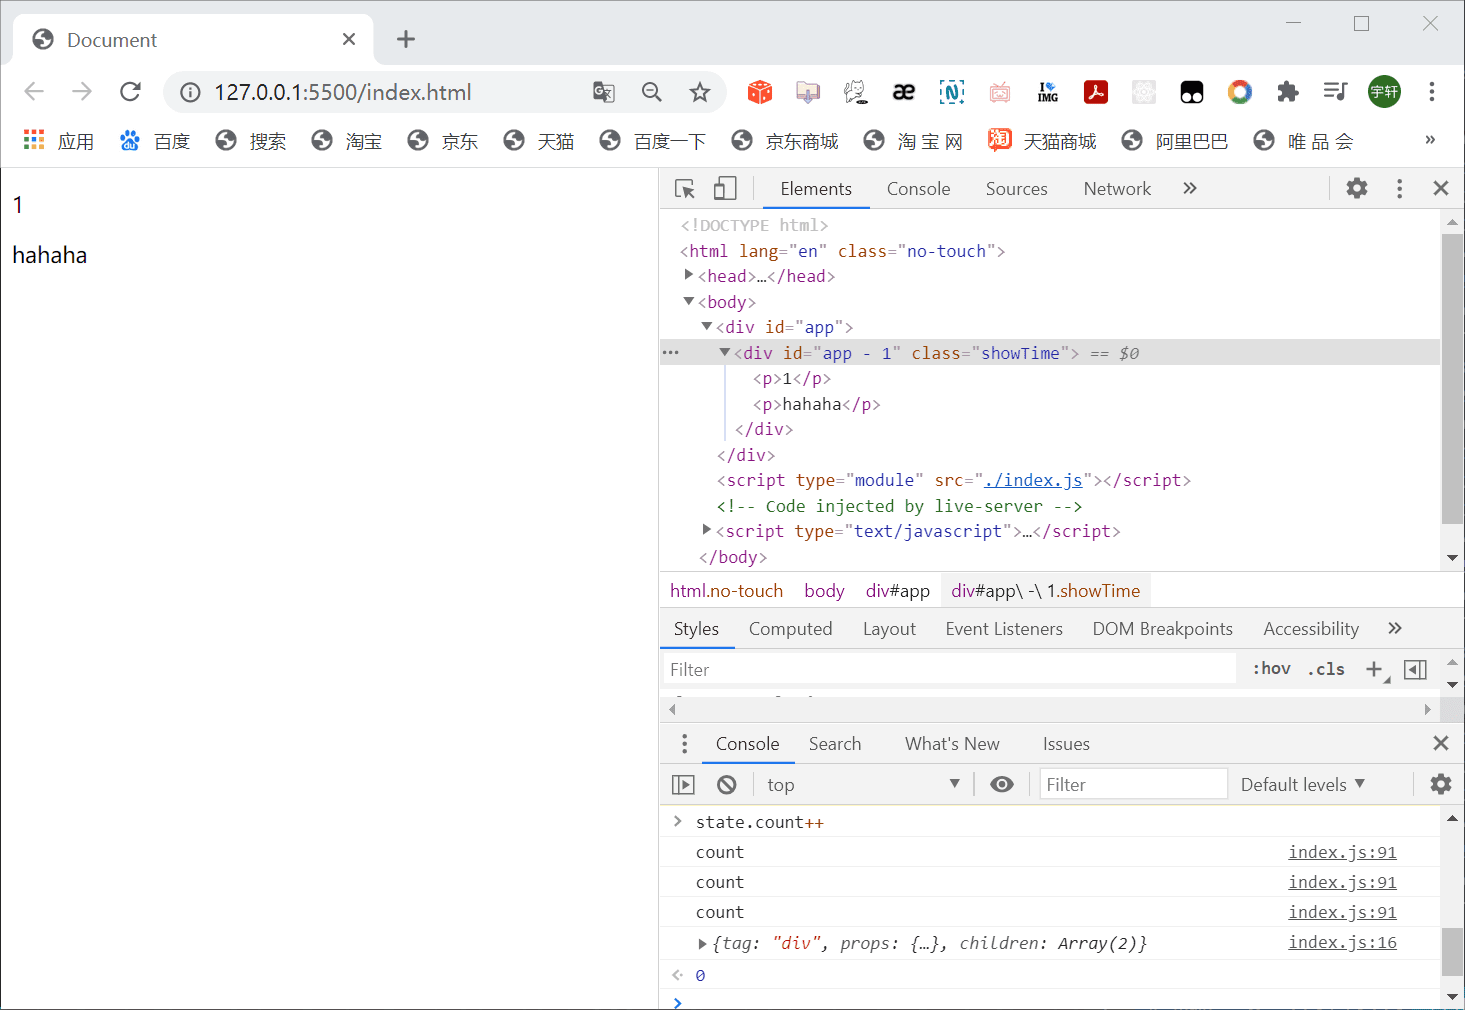 Document
127.0.0.1:5500/index.html
IMG
宇轩
应用 百度 搜索 淘宝 京东 天猫 百度一下 京东商城 淘 宝 网 天猫商城 阿里巴巴 唯 品 会 »
1
hahaha
Elements Console Sources Network »
<!DOCTYPE html>
<html lang="en" class="no-touch">
<head>…</head>
<body>
<div id="app">
<div id="app - 1" class="showTime"> == $0
<p>1</p>
<p>hahaha</p>
</div>
</div>
<script type="module" src="./index.js"></script>
<!-- Code injected by live-server -->
<script type="text/javascript">…</script>
</body>
html.no-touch body div#app div#app\ -\ 1.showTime
Styles Computed Layout Event Listeners DOM Breakpoints Accessibility »
Filter :hov .cls +
Console Search What's New Issues
top Filter Default levels
> state.count++
count index.js:91
count index.js:91
count index.js:91
{tag: "div", props: {…}, children: Array(2)} index.js:16
0